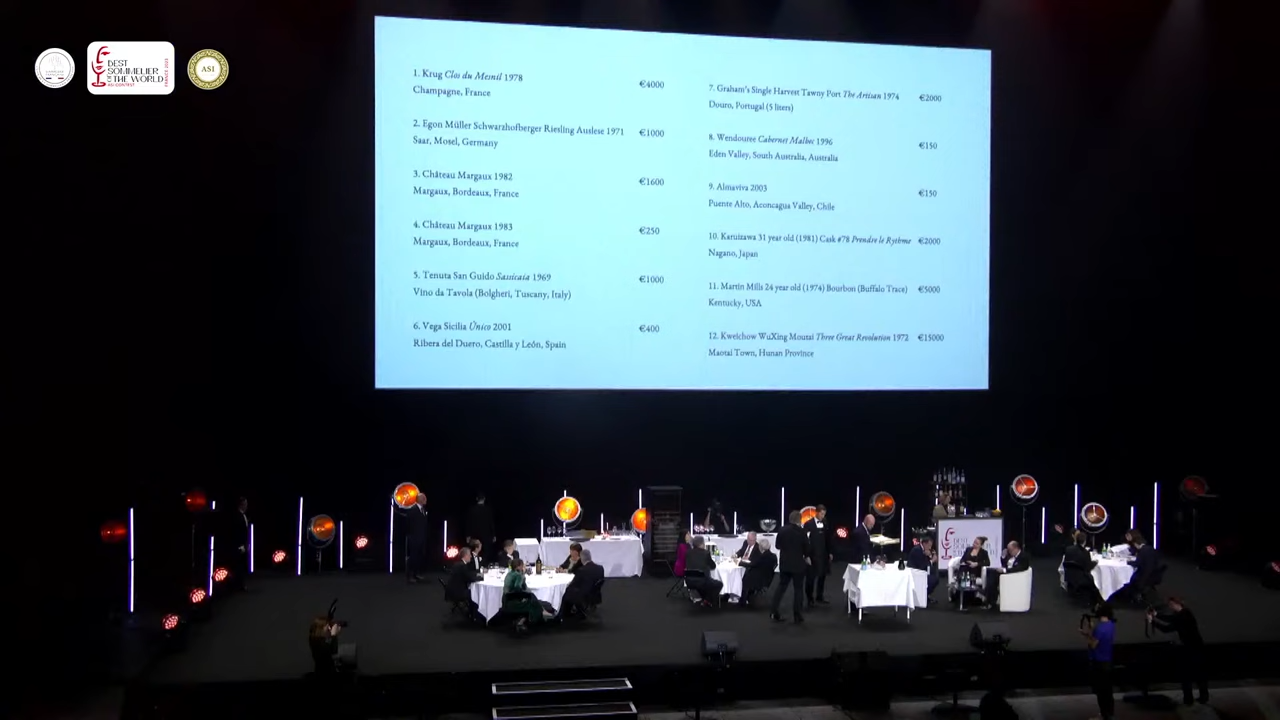 BEST
SOMMELIER
OF THE WORLD
ASI CONTEST
ASI
1. Krug Clos du Mesnil 1978 €4000
Champagne, France
2. Egon Müller Schwarzhofberger Riesling Auslese 1971 €1000
Saar, Mosel, Germany
3. Château Margaux 1982 €1600
Margaux, Bordeaux, France
4. Château Margaux 1983 €250
Margaux, Bordeaux, France
5. Tenuta San Guido Sassicaia 1969 €1000
Vino da Tavola (Bolgheri, Tuscany, Italy)
6. Vega Sicilia Único 2001 €400
Ribera del Duero, Castilla y León, Spain
7. Graham's Single Harvest Tawny Port The Artisan 1974 €2000
Douro, Portugal (5 liters)
8. Wendouree Cabernet Malbec 1996 €150
Eden Valley, South Australia, Australia
9. Almaviva 2003 €150
Puente Alto, Aconcagua Valley, Chile
10. Karuizawa 31 year old (1981) Cask #78 Prendre le Rythme €2000
Nagano, Japan
11. Martin Mills 24 year old (1974) Bourbon (Buffalo Trace) €5000
Kentucky, USA
12. Kweichow WuXing Moutai Three Great Revolution 1972 €15000
Maotai Town, Hunan Province
BEST
SOMMELIER